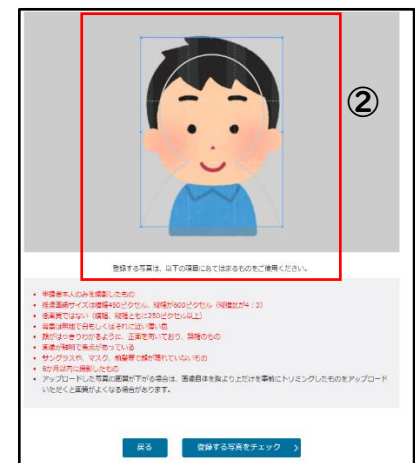 ②
登録する写真は、以下の項目にあてはまるものをご使用ください。
申請者本人のみを撮影したもの
推奨画像サイズは横幅450ピクセル、縦幅が600ピクセル（縦横比が4：3）
低画質ではない（横幅、縦幅ともに250ピクセル以上）
背景は無地で白もしくはそれに近い薄い色
顔がはっきりわかるように、正面を向いており、無帽のもの
画像が鮮明で焦点があっている
サングラスや、マスク、前髪等で顔が隠れていないもの
6か月以内に撮影したもの
アップロードした写真の画質が下がる場合は、画像自体を胸より上だけを事前にトリミングしたものをアップロード
いただくと画質がよくなる場合があります。
戻る
登録する写真をチェック